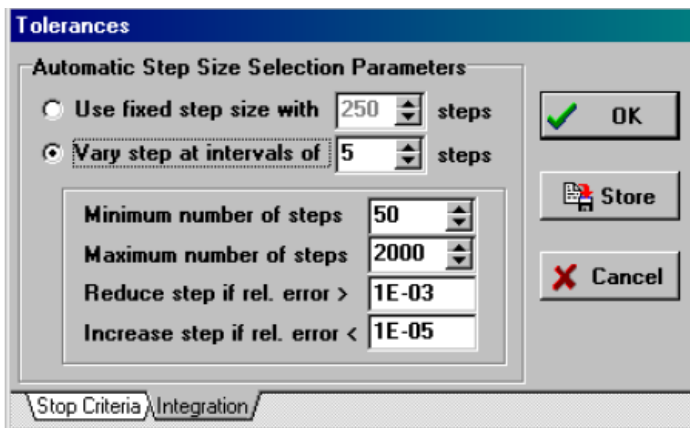 Tolerances
Automatic Step Size Selection Parameters
Use fixed step size with 250 steps
OK
Vary step at intervals of 5 steps
Minimum number of steps 50
Store
Maximum number of steps 2000
Reduce step if rel. error > 1E-03
Cancel
Increase step if rel. error < 1E-05
Stop Criteria Integration